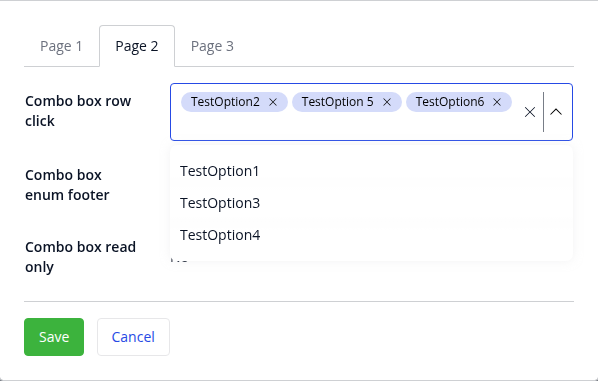 Page 1 Page 2 Page 3
Combo box row
click
TestOption2 TestOption 5 TestOption6
TestOption1
TestOption3
TestOption4
Combo box
enum footer
Combo box read
only
Save Cancel